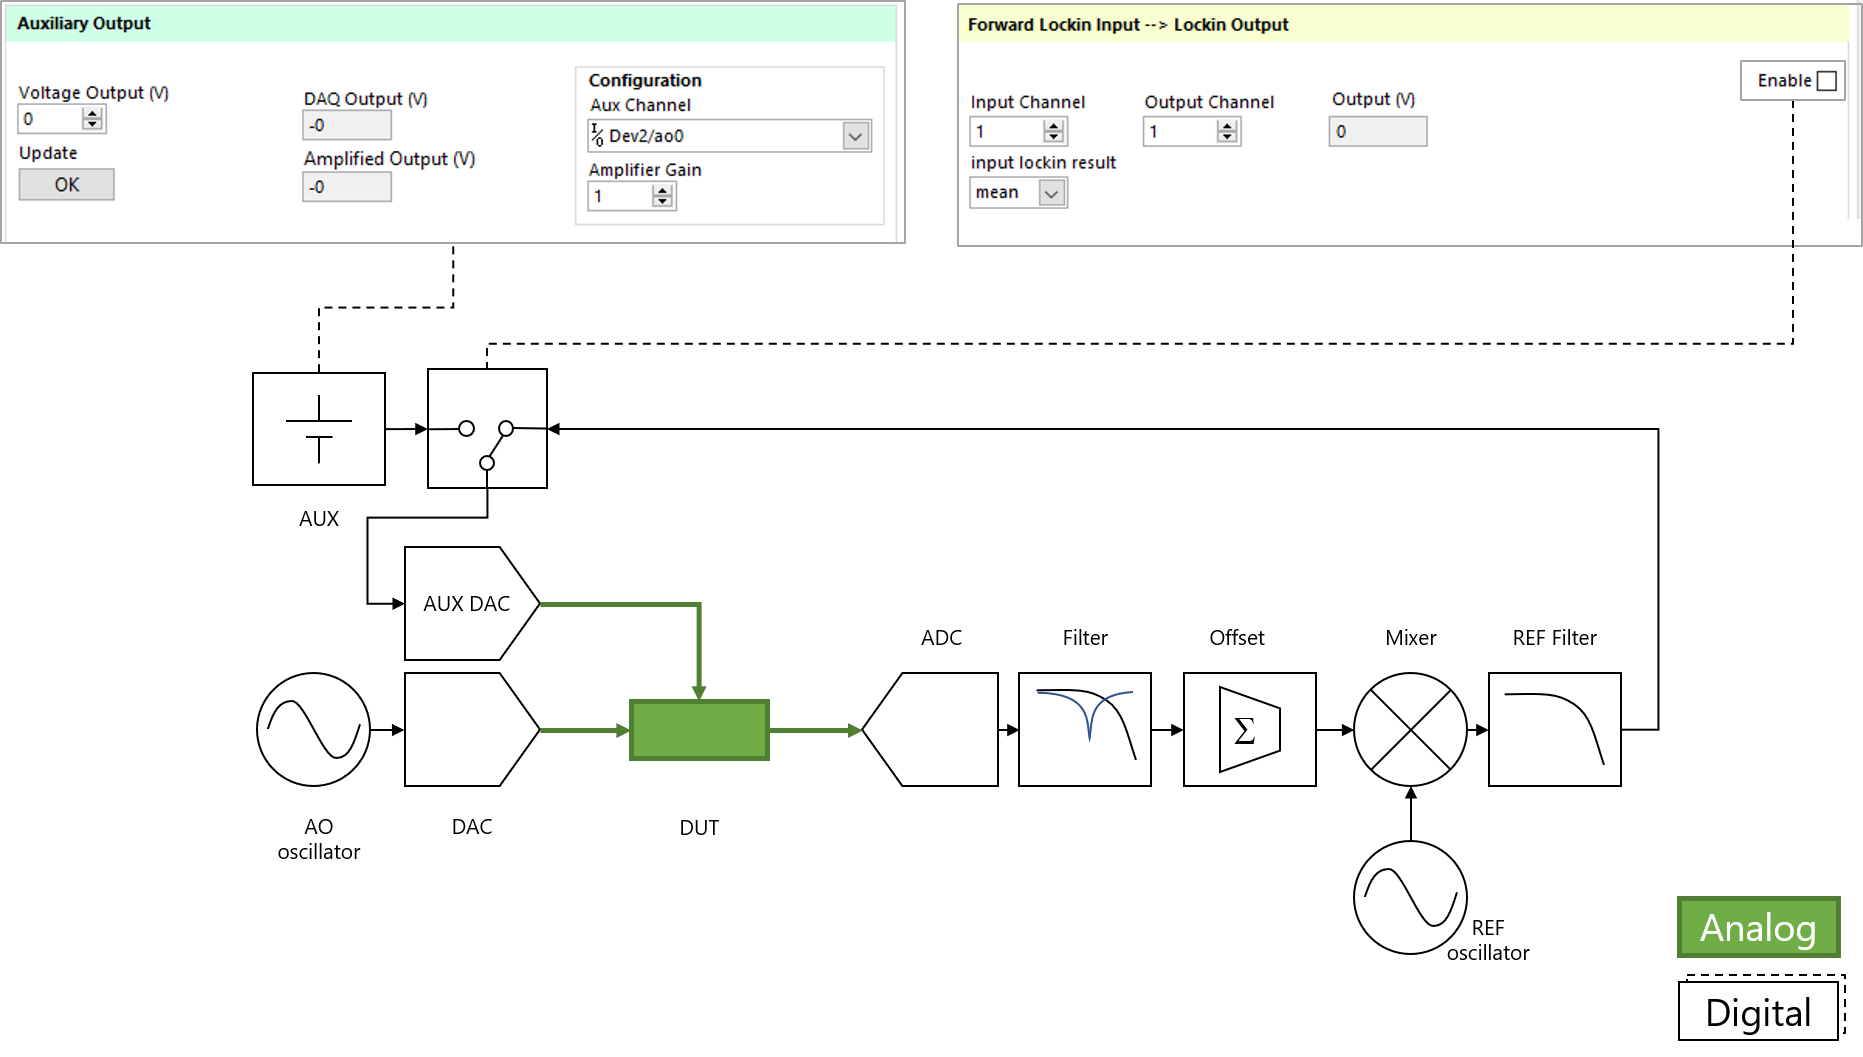 Auxiliary Output
Voltage Output (V)
0
Update
OK
DAQ Output (V)
-0
Amplified Output (V)
-0
Configuration
Aux Channel
I/O Dev2/ao0
Amplifier Gain
1
Forward Lockin Input --> Lockin Output
Enable
Input Channel
1
Output Channel
1
Output (V)
0
input lockin result
mean
AUX
AUX DAC
ADC
Filter
Offset
Mixer
REF Filter
Σ
AO
oscillator
DAC
DUT
REF
oscillator
Analog
Digital